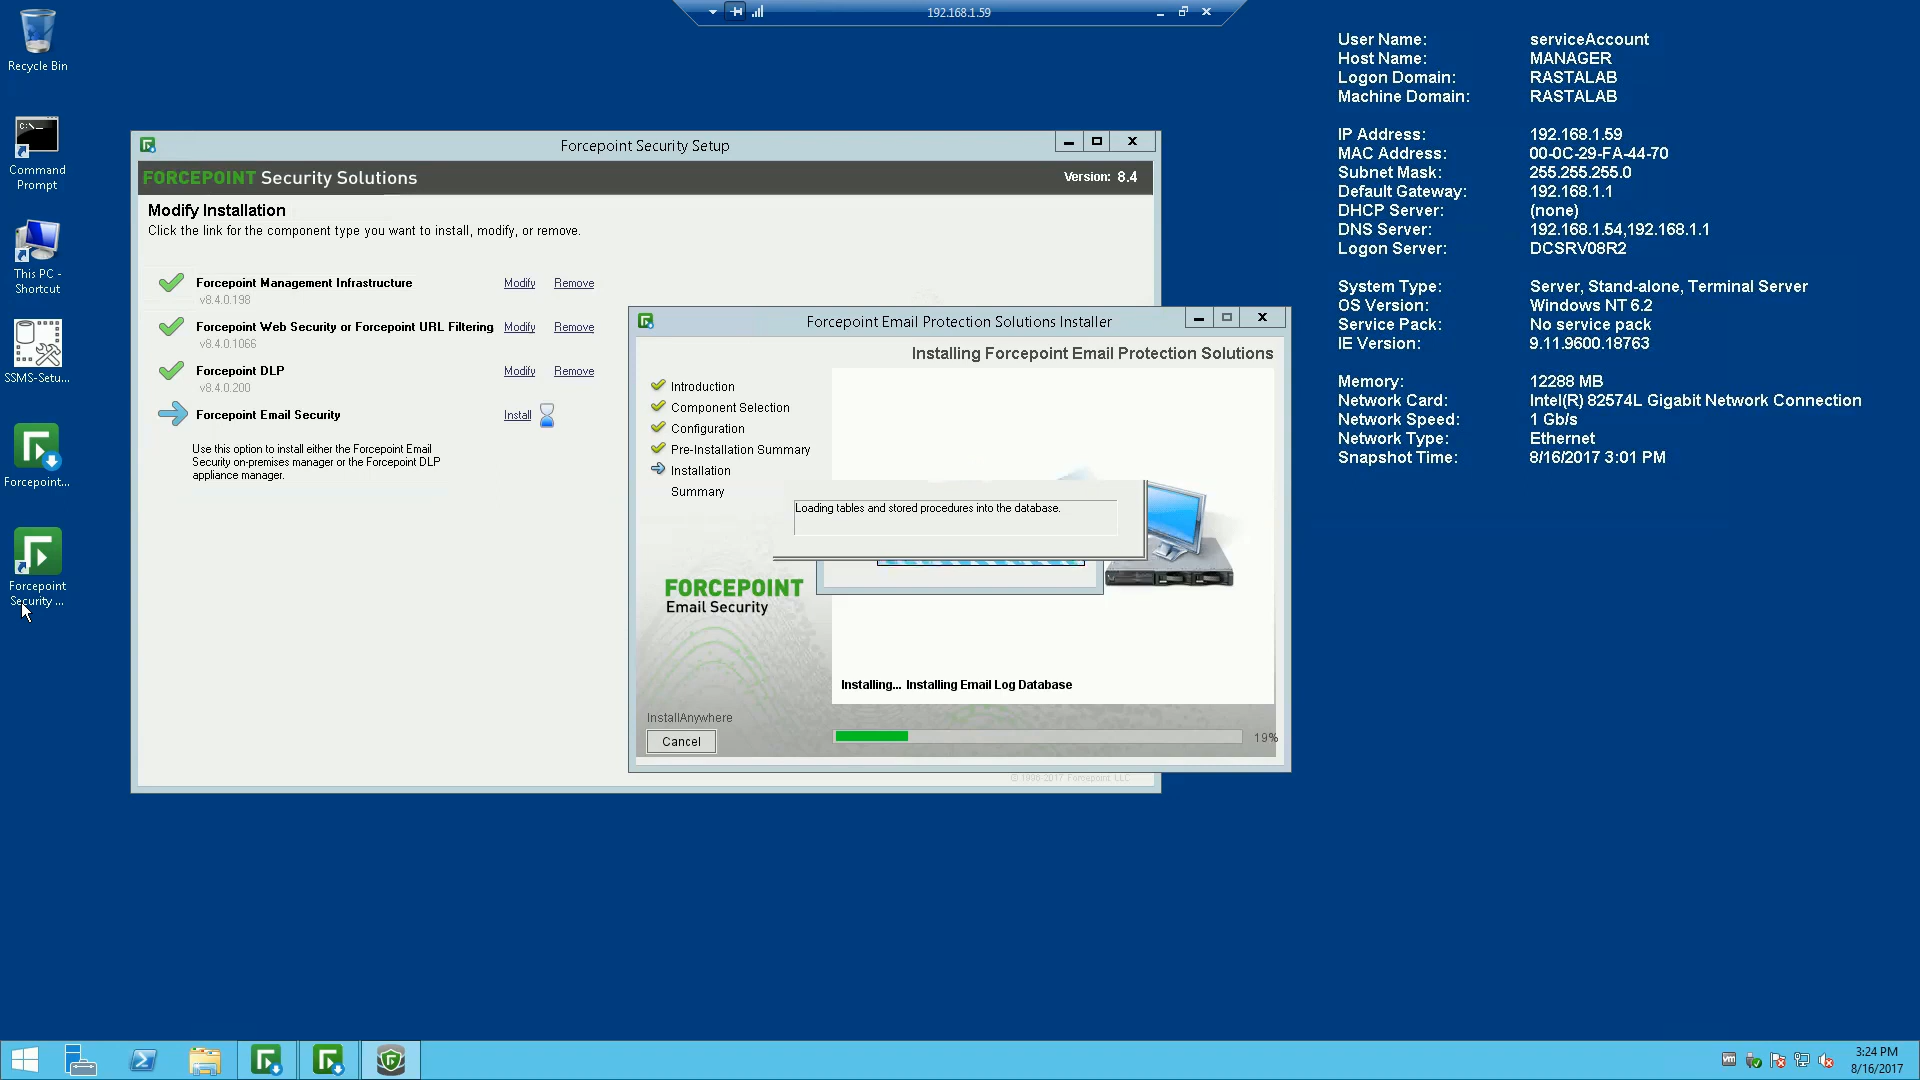 192.168.1.59
Recycle Bin
Command
Prompt
This PC -
Shortcut
SSMS-Setu...
Forcepoint...
Forcepoint
Security ...
User Name: serviceAccount
Host Name: MANAGER
Logon Domain: RASTALAB
Machine Domain: RASTALAB
IP Address: 192.168.1.59
MAC Address: 00-0C-29-FA-44-70
Subnet Mask: 255.255.255.0
Default Gateway: 192.168.1.1
DHCP Server: (none)
DNS Server: 192.168.1.54,192.168.1.1
Logon Server: DCSRV08R2
System Type: Server, Stand-alone, Terminal Server
OS Version: Windows NT 6.2
Service Pack: No service pack
IE Version: 9.11.9600.18763
Memory: 12288 MB
Network Card: Intel(R) 82574L Gigabit Network Connection
Network Speed: 1 Gb/s
Network Type: Ethernet
Snapshot Time: 8/16/2017 3:01 PM
Forcepoint Security Setup
FORCEPOINT Security Solutions
Version: 8.4
Modify Installation
Click the link for the component type you want to install, modify, or remove.
Forcepoint Management Infrastructure Modify Remove
v8.4.0.198
Forcepoint Web Security or Forcepoint URL Filtering Modify Remove
v8.4.0.1066
Forcepoint DLP Modify Remove
v8.4.0.200
Forcepoint Email Security Install
Use this option to install either the Forcepoint Email
Security on-premises manager or the Forcepoint DLP
appliance manager.
© 1996-2017 Forcepoint LLC
Forcepoint Email Protection Solutions Installer
Installing Forcepoint Email Protection Solutions
Introduction
Component Selection
Configuration
Pre-Installation Summary
Installation
Summary
Loading tables and stored procedures into the database.
FORCEPOINT
Email Security
Installing... Installing Email Log Database
InstallAnywhere
Cancel
19%
3:24 PM
8/16/2017